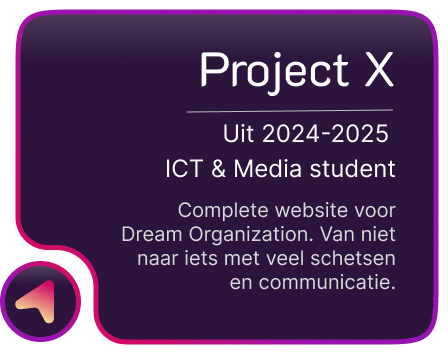 Project X
Uit 2024-2025
ICT & Media student
Complete website voor
Dream Organization. Van niet
naar iets met veel schetsen
en communicatie.